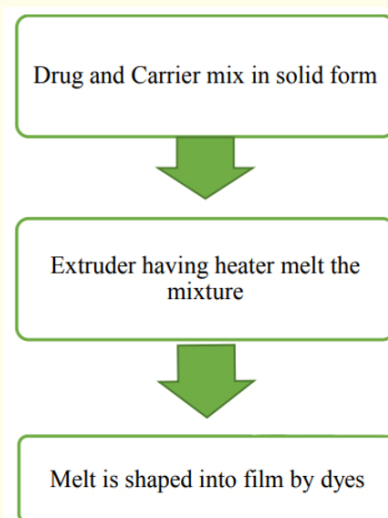 Drug and Carrier mix in solid form
Extruder having heater melt the
mixture
Melt is shaped into film by dyes